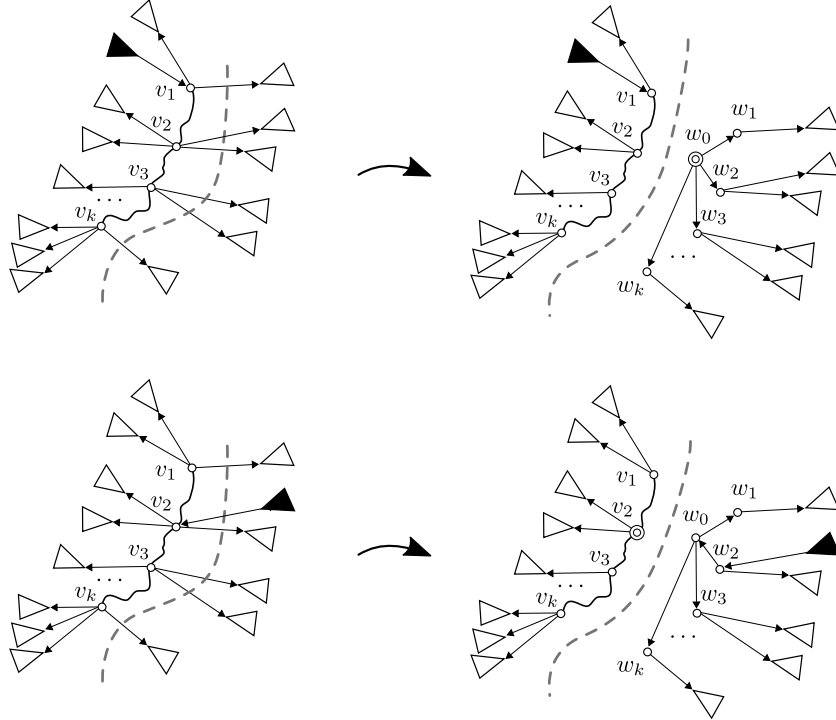 v₁
v₂
v₃
. . .
vₖ
v₁
v₂
v₃
. . .
vₖ
w₀
w₁
w₂
w₃
. . .
wₖ
v₁
v₂
v₃
. . .
vₖ
v₁
v₂
v₃
. . .
vₖ
w₀
w₁
w₂
w₃
. . .
wₖ